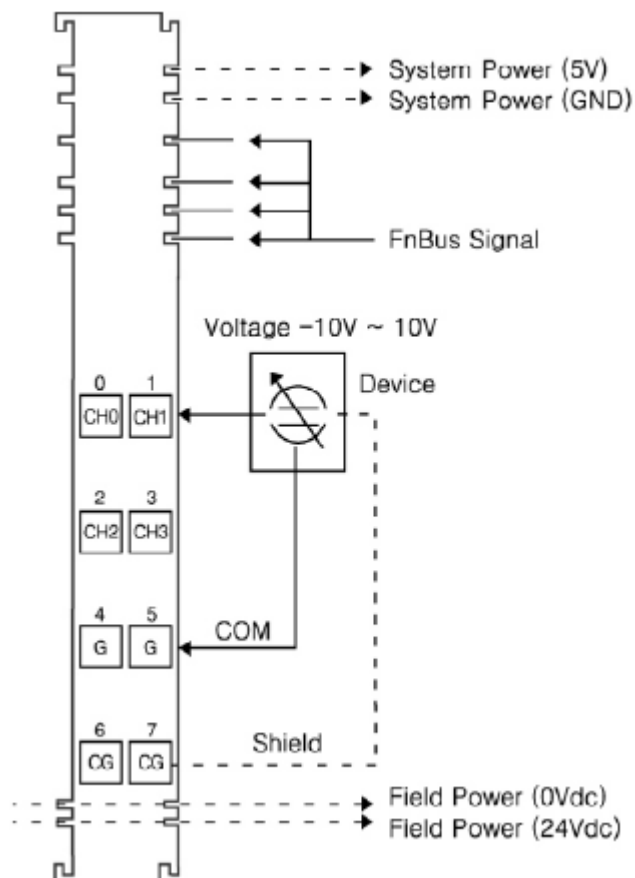 System Power (5V)
System Power (GND)
FnBus Signal
Voltage -10V ~ 10V
Device
0 1
CH0 CH1
2 3
CH2 CH3
4 5
G G
COM
6 7
CG CG
Shield
Field Power (0Vdc)
Field Power (24Vdc)